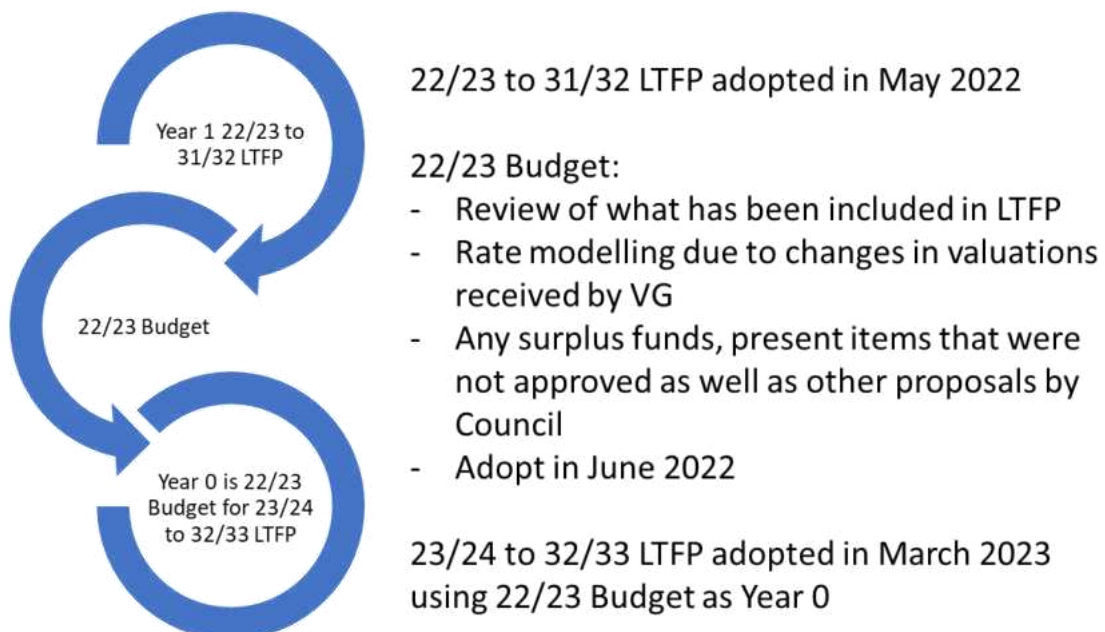 Year 1 22/23 to
31/32 LTFP
22/23 Budget
Year 0 is 22/23
Budget for 23/24
to 32/33 LTFP
22/23 to 31/32 LTFP adopted in May 2022
22/23 Budget:
- Review of what has been included in LTFP
- Rate modelling due to changes in valuations
received by VG
- Any surplus funds, present items that were
not approved as well as other proposals by
Council
- Adopt in June 2022
23/24 to 32/33 LTFP adopted in March 2023
using 22/23 Budget as Year 0